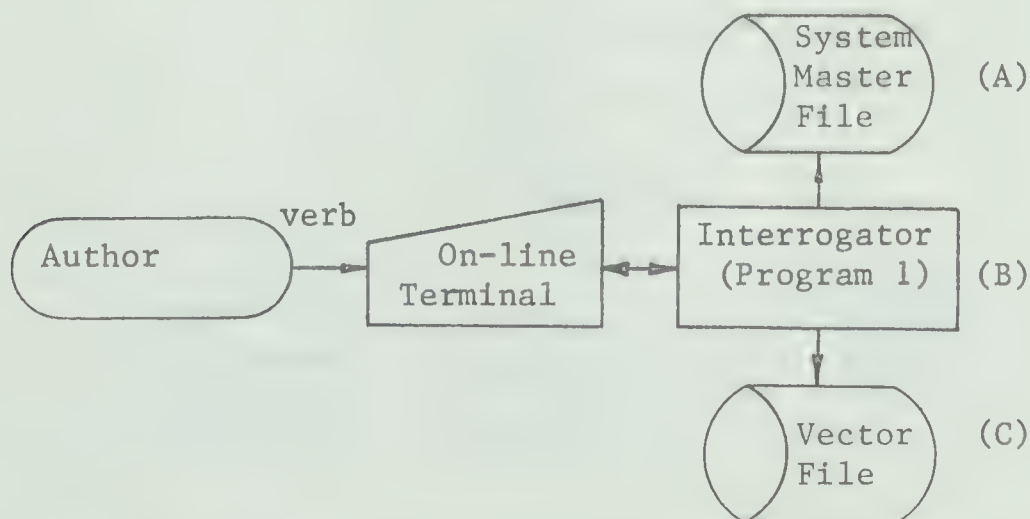 System
Master
File
(A)
verb
Author
On-line
Terminal
Interrogator
(Program 1)
(B)
Vector
File
(C)